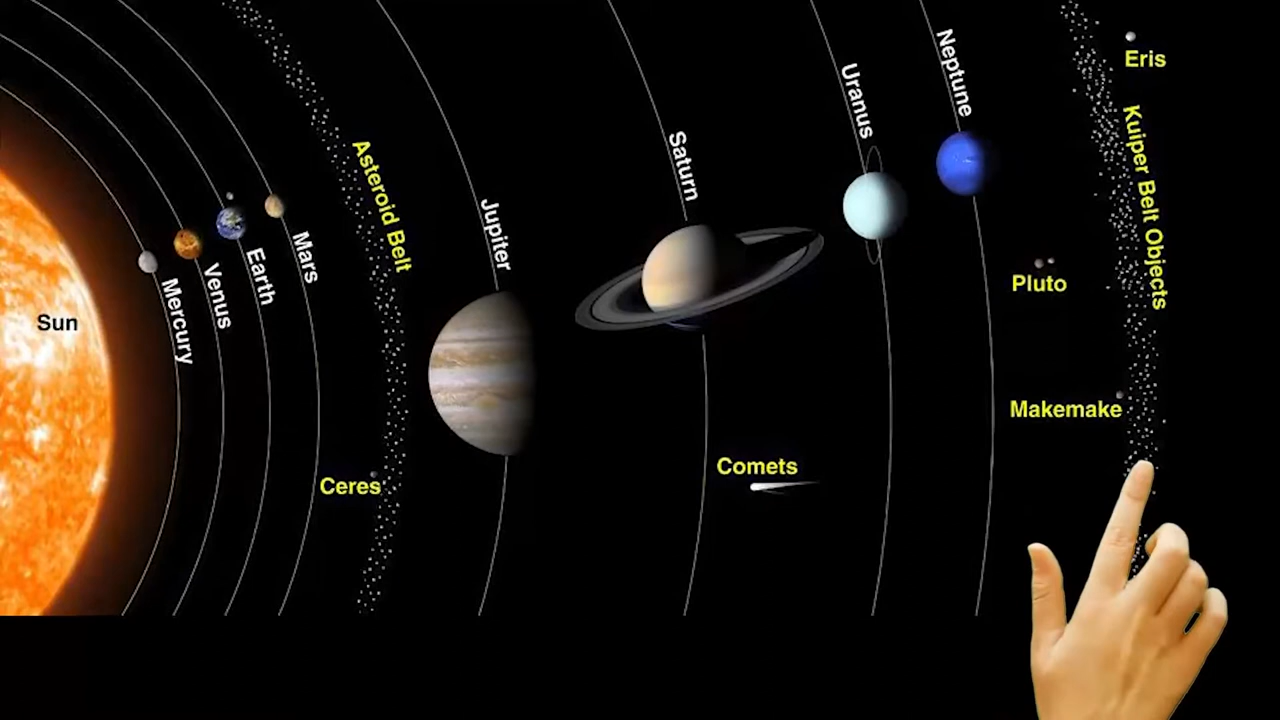 Sun
Mercury
Venus
Earth
Mars
Asteroid Belt
Ceres
Jupiter
Saturn
Comets
Uranus
Neptune
Pluto
Makemake
Eris
Kuiper Belt Objects